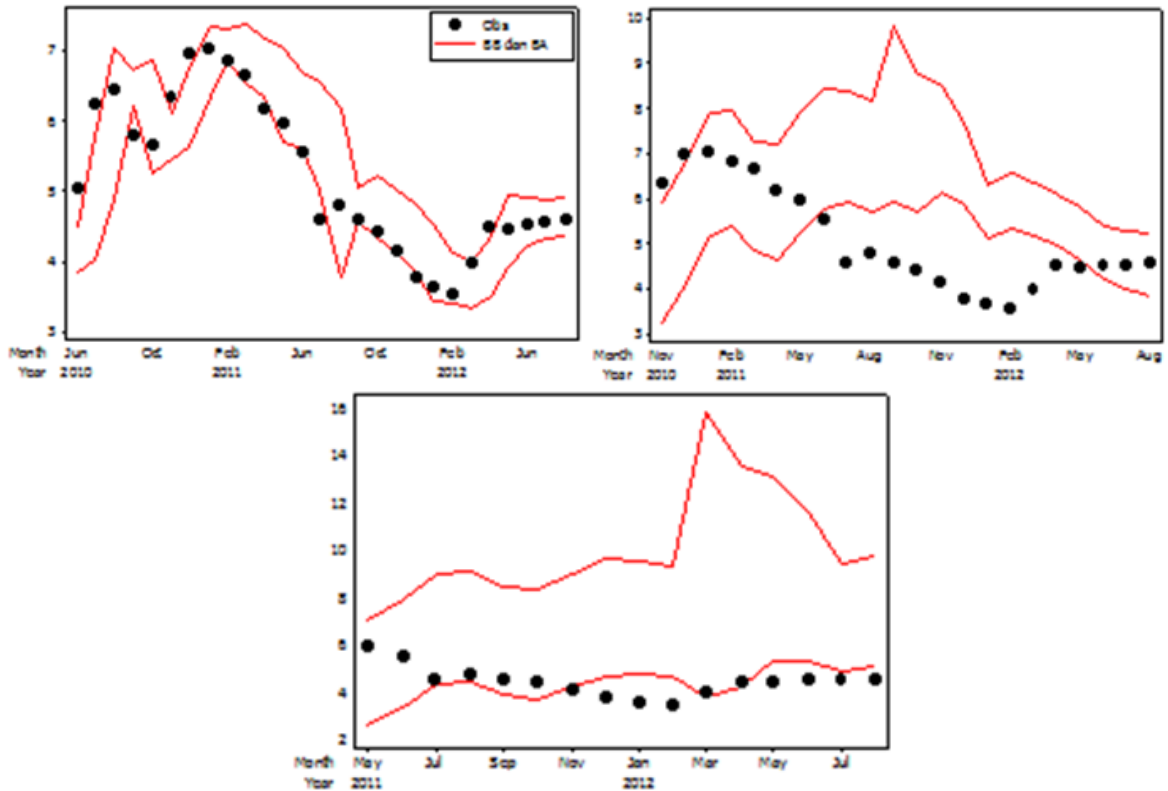 Obs
BB dan BA
7
6
5
4
3
Month Jun Oct Feb Jun Oct Feb Jun
Year 2010 2011 2012
10
9
8
7
6
5
4
3
Month Nov Feb May Aug Nov Feb May Aug
Year 2010 2011 2012
16
14
12
10
8
6
4
2
Month May Jul Sep Nov Jan Mar May Jul
Year 2011 2012